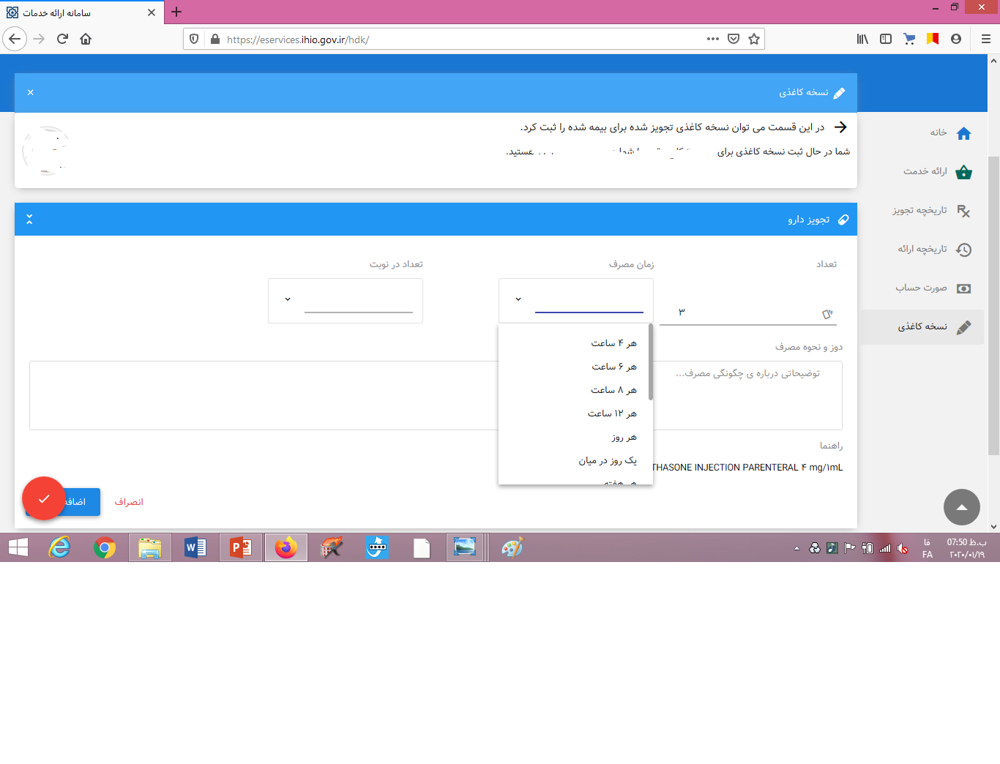 سامانه ارائه خدمات
https://eservices.ihio.gov.ir/hdk/
نسخه کاغذی
در این قسمت می توان نسخه کاغذی تجویز شده برای بیمه شده را ثبت کرد.
شما در حال ثبت نسخه کاغذی برای
هستید.
خانه
ارائه خدمت
تاریخچه تجویز
تاریخچه ارائه
صورت حساب
نسخه کاغذی
تجویز دارو
تعداد
زمان مصرف
تعداد در نوبت
۳
هر ۴ ساعت
هر ۶ ساعت
هر ۸ ساعت
هر ۱۲ ساعت
هر روز
یک روز در میان
هر هفته
دوز و نحوه مصرف
توضیحاتی درباره ی چگونگی مصرف...
راهنما
THASONE INJECTION PARENTERAL ۴ mg/۱mL
انصراف
اضافه
فا
FA
07:50 ب.ظ
۲۰۲۰/۰۱/۱۹